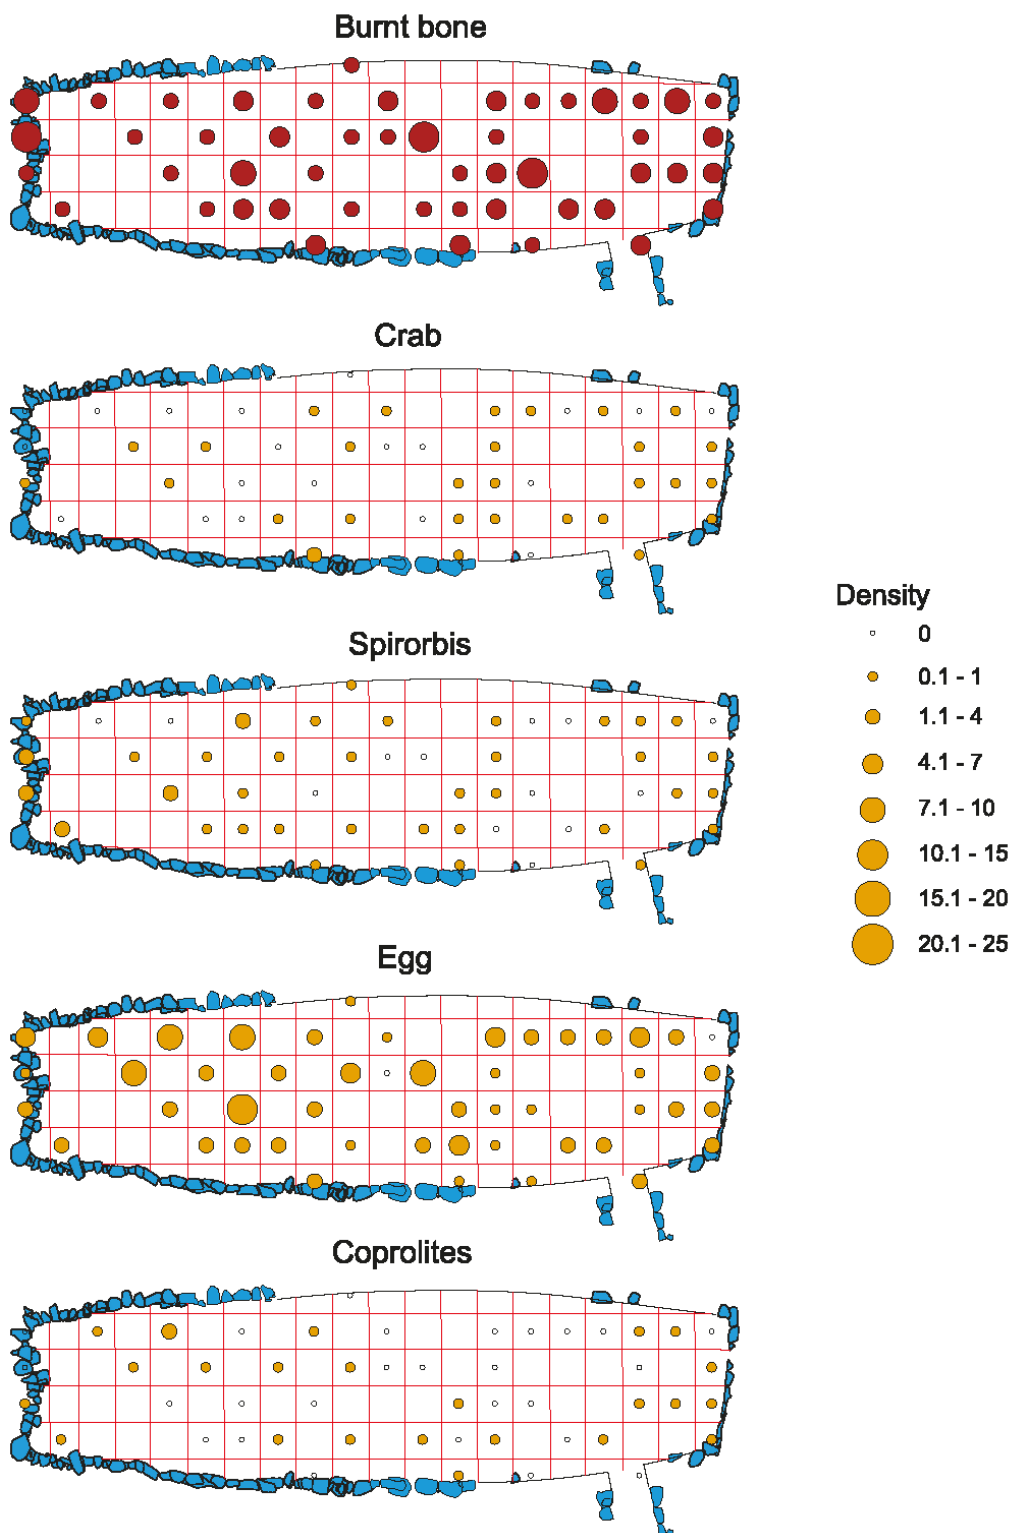 Burnt bone
Crab
Spirorbis
Density
0
0.1 - 1
1.1 - 4
4.1 - 7
7.1 - 10
10.1 - 15
15.1 - 20
20.1 - 25
Egg
Coprolites